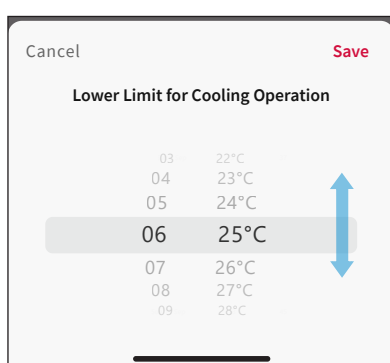 Cancel Save
Lower Limit for Cooling Operation
03 22°C
04 23°C
05 24°C
06 25°C
07 26°C
08 27°C
09 28°C